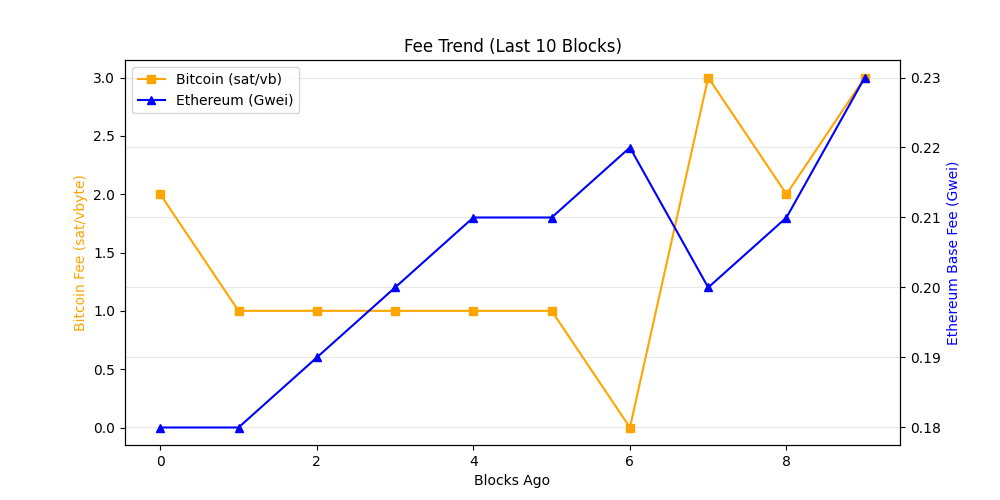 Fee Trend (Last 10 Blocks)
Bitcoin (sat/vb)
Ethereum (Gwei)
Bitcoin Fee (sat/vbyte)
3.0
2.5
2.0
1.5
1.0
0.5
0.0
0.23
0.22
0.21
0.20
0.19
0.18
Ethereum Base Fee (Gwei)
0 2 4 6 8
Blocks Ago